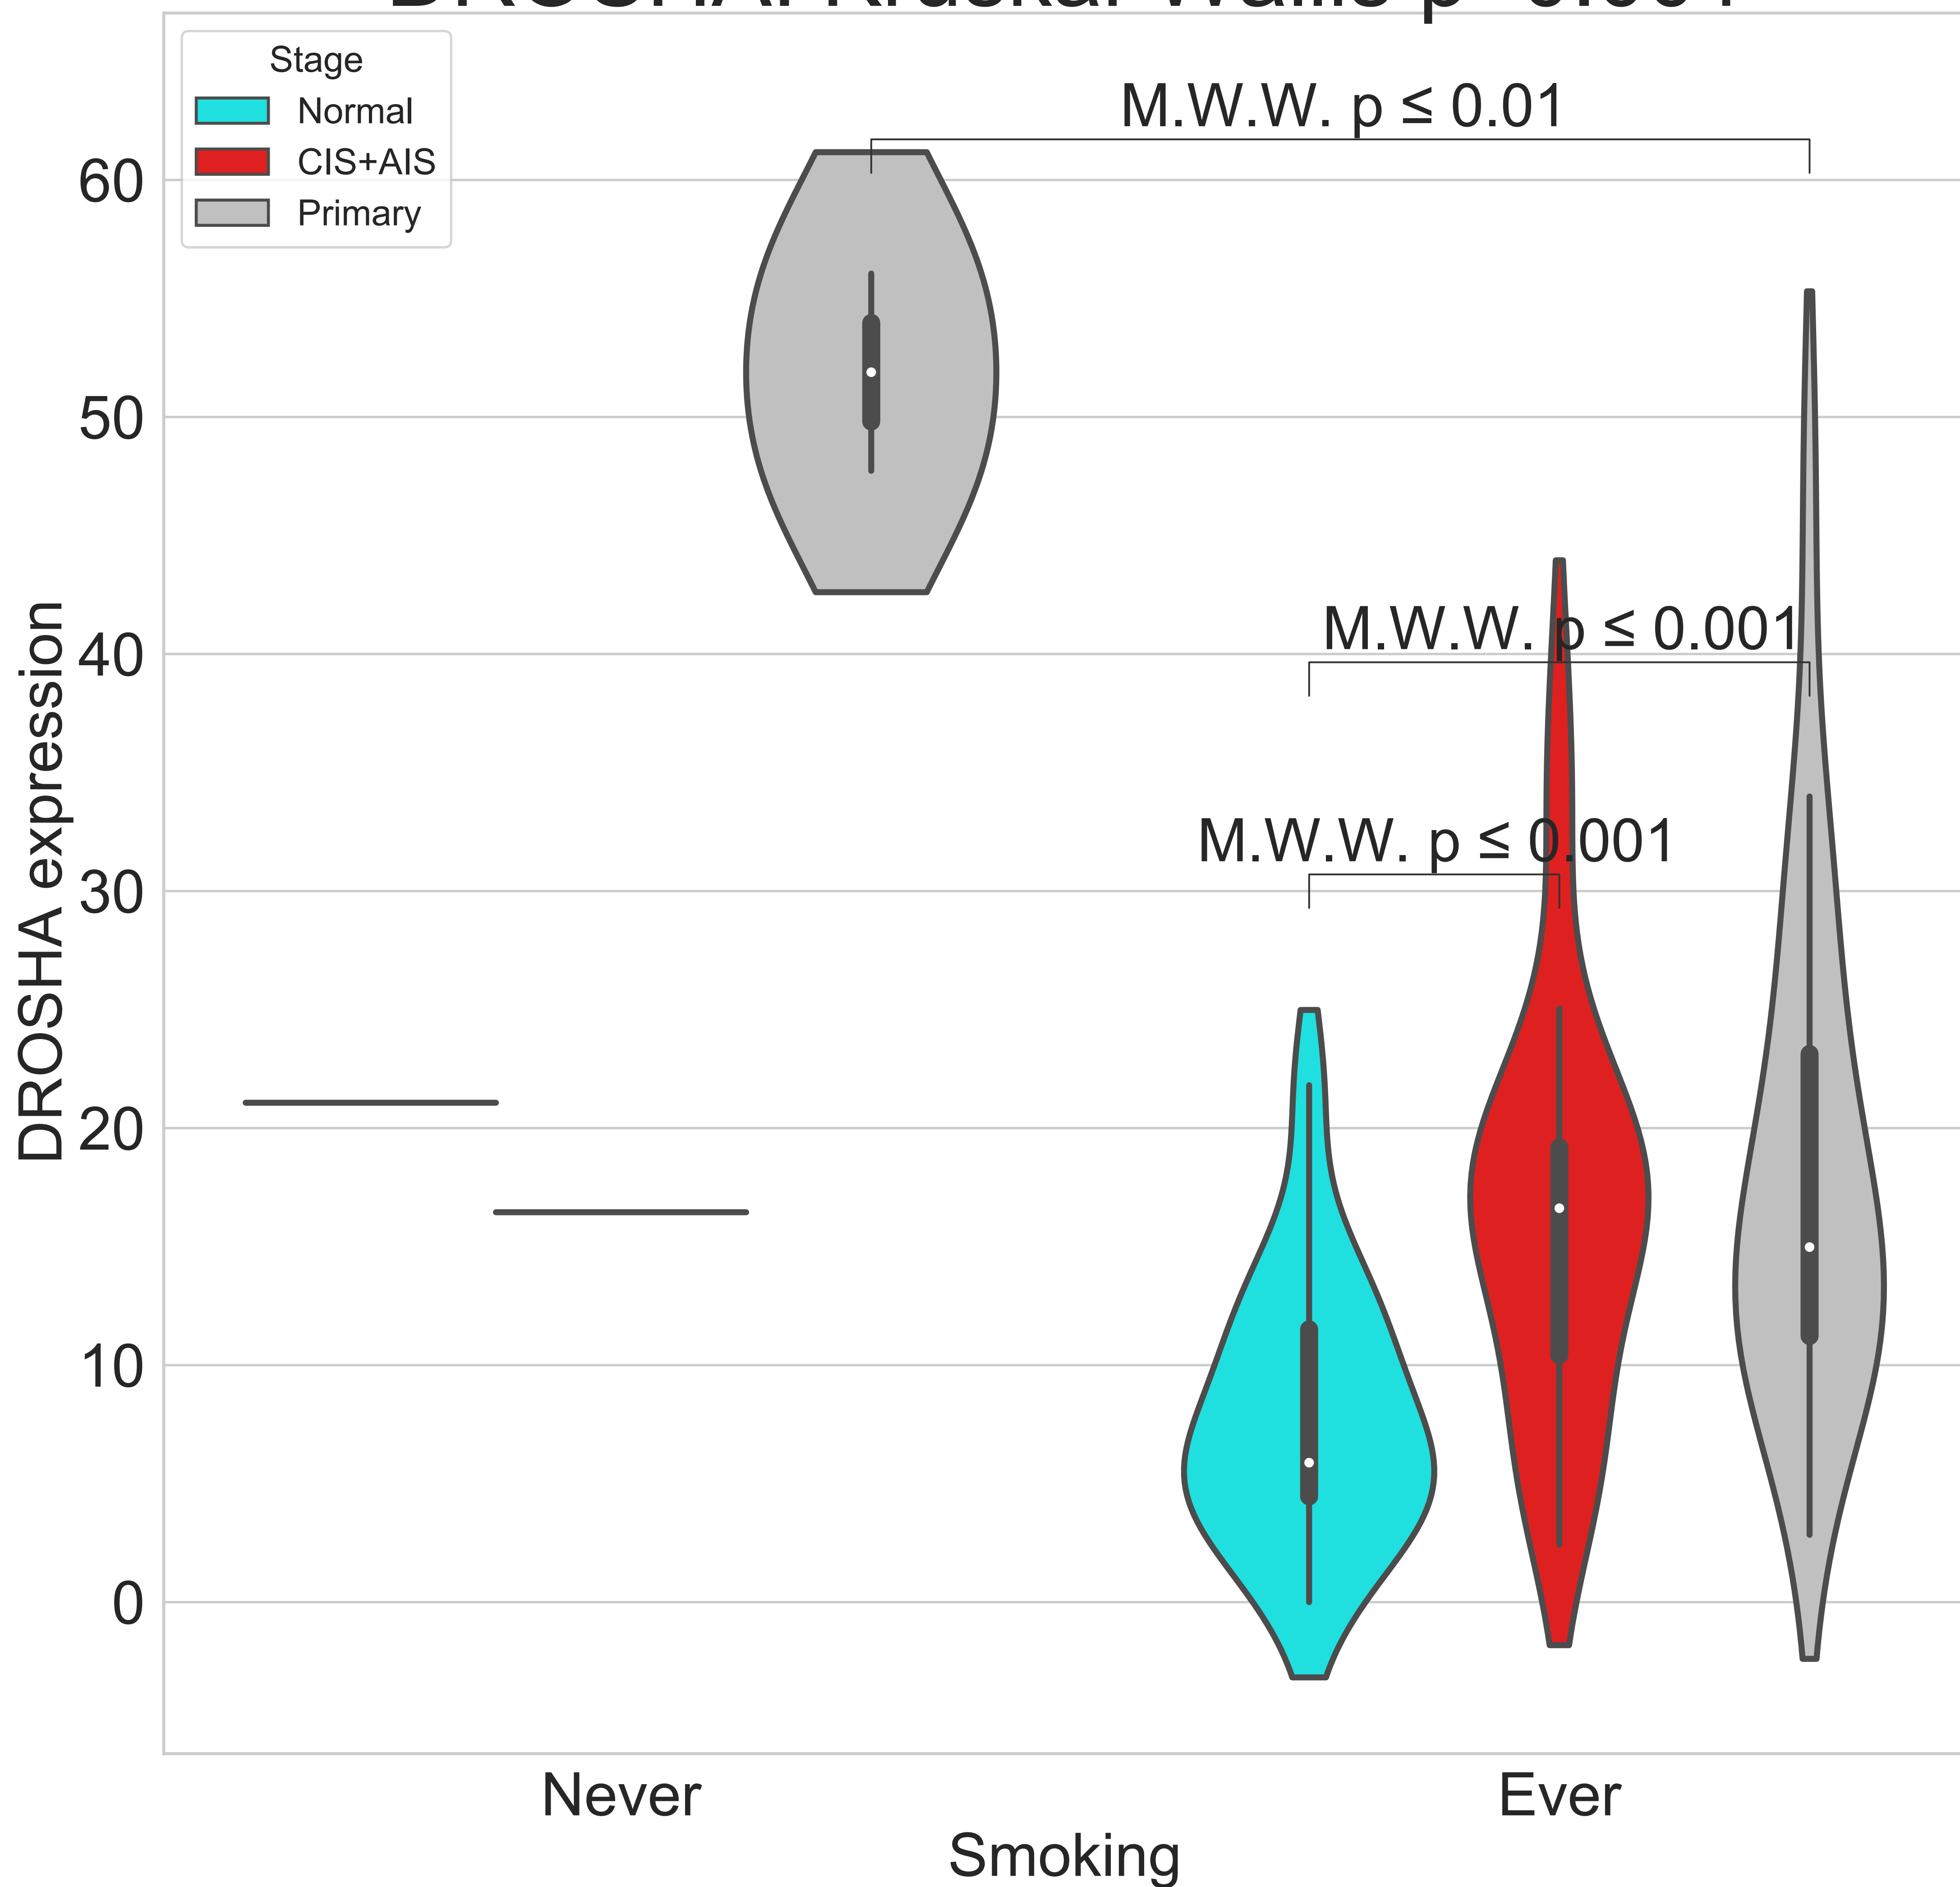 Stage
Normal
CIS+AIS
Primary
M.W.W. p ≤ 0.01
M.W.W. p ≤ 0.001
M.W.W. p ≤ 0.001
60
50
40
30
20
10
0
DROSHA expression
Never
Ever
Smoking